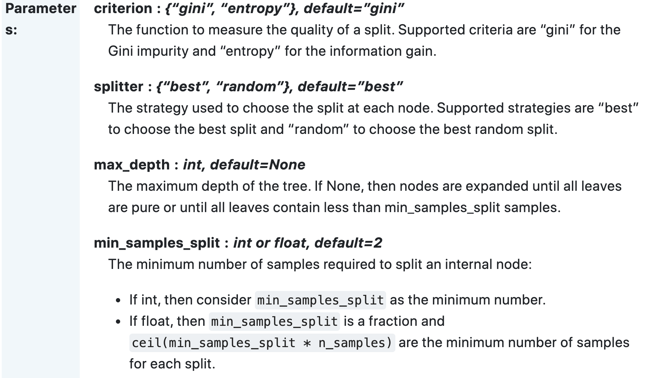 Parameter
s:
criterion : {“gini”, “entropy”}, default=”gini”
The function to measure the quality of a split. Supported criteria are “gini” for the
Gini impurity and “entropy” for the information gain.
splitter : {“best”, “random”}, default=”best”
The strategy used to choose the split at each node. Supported strategies are “best”
to choose the best split and “random” to choose the best random split.
max_depth : int, default=None
The maximum depth of the tree. If None, then nodes are expanded until all leaves
are pure or until all leaves contain less than min_samples_split samples.
min_samples_split : int or float, default=2
The minimum number of samples required to split an internal node:
• If int, then consider min_samples_split as the minimum number.
• If float, then min_samples_split is a fraction and
ceil(min_samples_split * n_samples) are the minimum number of samples
for each split.